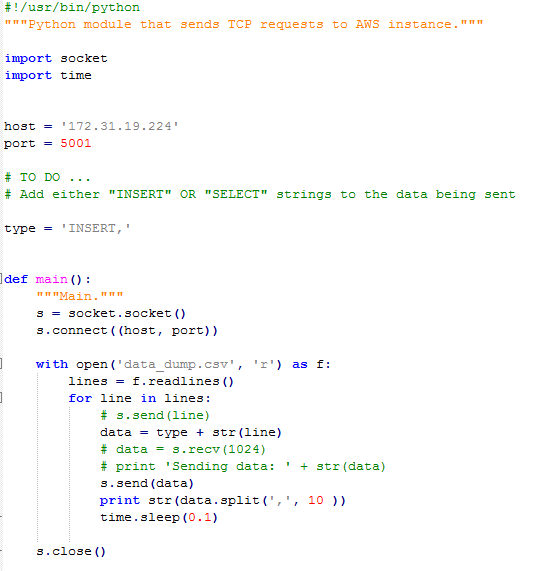 #!/usr/bin/python
"""Python module that sends TCP requests to AWS instance."""
import socket
import time
host = '172.31.19.224'
port = 5001
# TO DO ...
# Add either "INSERT" OR "SELECT" strings to the data being sent
type = 'INSERT,'
def main():
    """Main."""
    s = socket.socket()
    s.connect((host, port))
    with open('data_dump.csv', 'r') as f:
        lines = f.readlines()
        for line in lines:
            # s.send(line)
            data = type + str(line)
            # data = s.recv(1024)
            # print 'Sending data: ' + str(data)
            s.send(data)
            print str(data.split(',', 10 ))
            time.sleep(0.1)
    s.close()